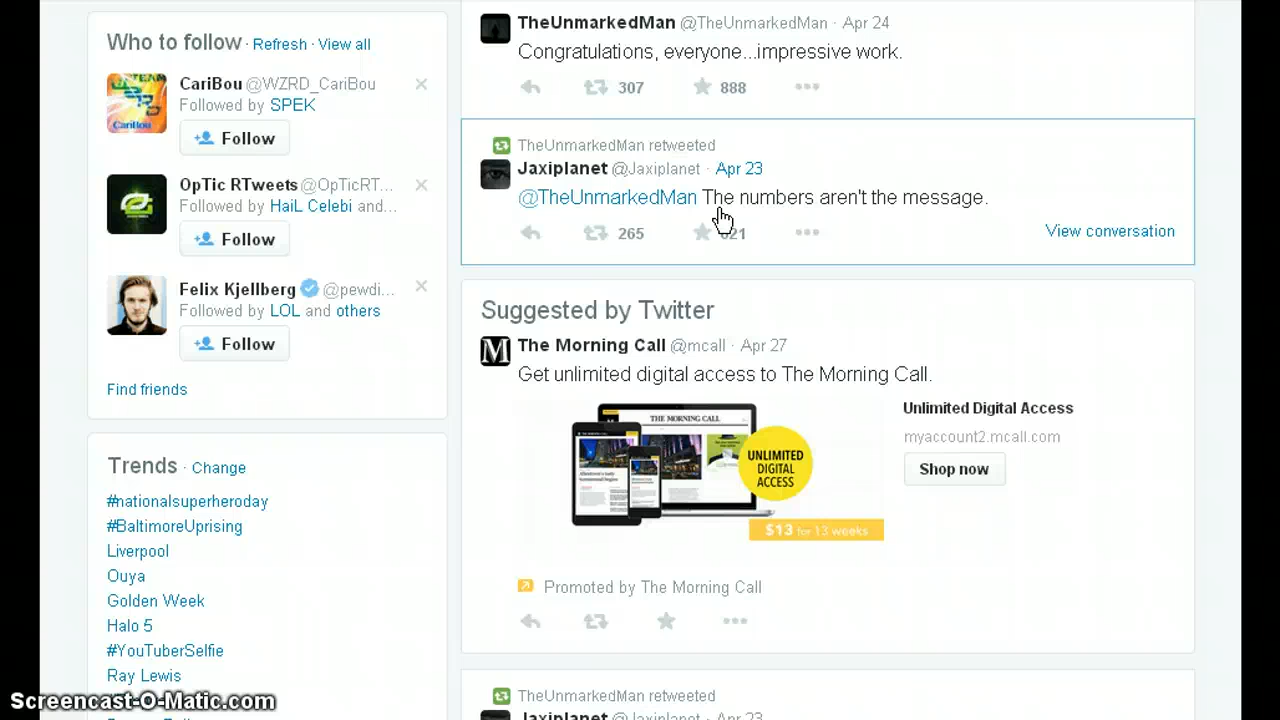 Who to follow · Refresh · View all
CariBou @WZRD_CariBou
Followed by SPEK
Follow
OpTic RTweets @OpTicRT...
Followed by HaiL Celebi and...
Follow
Felix Kjellberg @pewdi...
Followed by LOL and others
Follow
Find friends
Trends · Change
#nationalsuperheroday
#BaltimoreUprising
Liverpool
Ouya
Golden Week
Halo 5
#YouTuberSelfie
Ray Lewis
TheUnmarkedMan @TheUnmarkedMan · Apr 24
Congratulations, everyone...impressive work.
307 888
TheUnmarkedMan retweeted
Jaxiplanet @Jaxiplanet · Apr 23
@TheUnmarkedMan The numbers aren't the message.
265 621
View conversation
Suggested by Twitter
The Morning Call @mcall · Apr 27
Get unlimited digital access to The Morning Call.
THE MORNING CALL
UNLIMITED
DIGITAL
ACCESS
$13 for 13 weeks
Unlimited Digital Access
myaccount2.mcall.com
Shop now
Promoted by The Morning Call
TheUnmarkedMan retweeted
Jaxiplanet @Jaxiplanet · Apr 23
Screencast-O-Matic.com